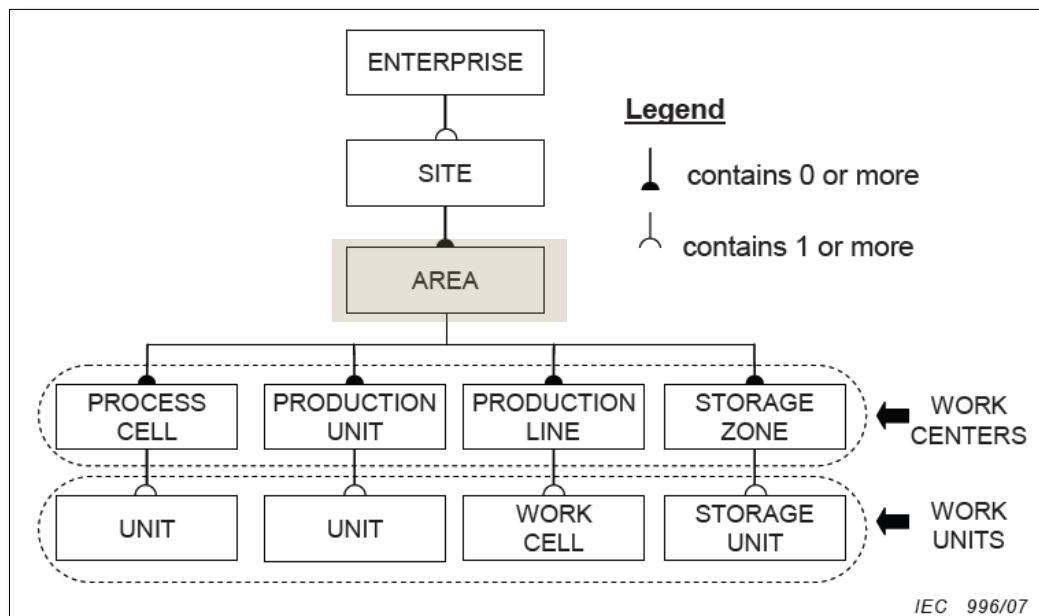 ENTERPRISE
Legend
SITE
contains 0 or more
contains 1 or more
AREA
PROCESS
CELL
PRODUCTION
UNIT
PRODUCTION
LINE
STORAGE
ZONE
WORK
CENTERS
UNIT
UNIT
WORK
CELL
STORAGE
UNIT
WORK
UNITS
IEC 996/07